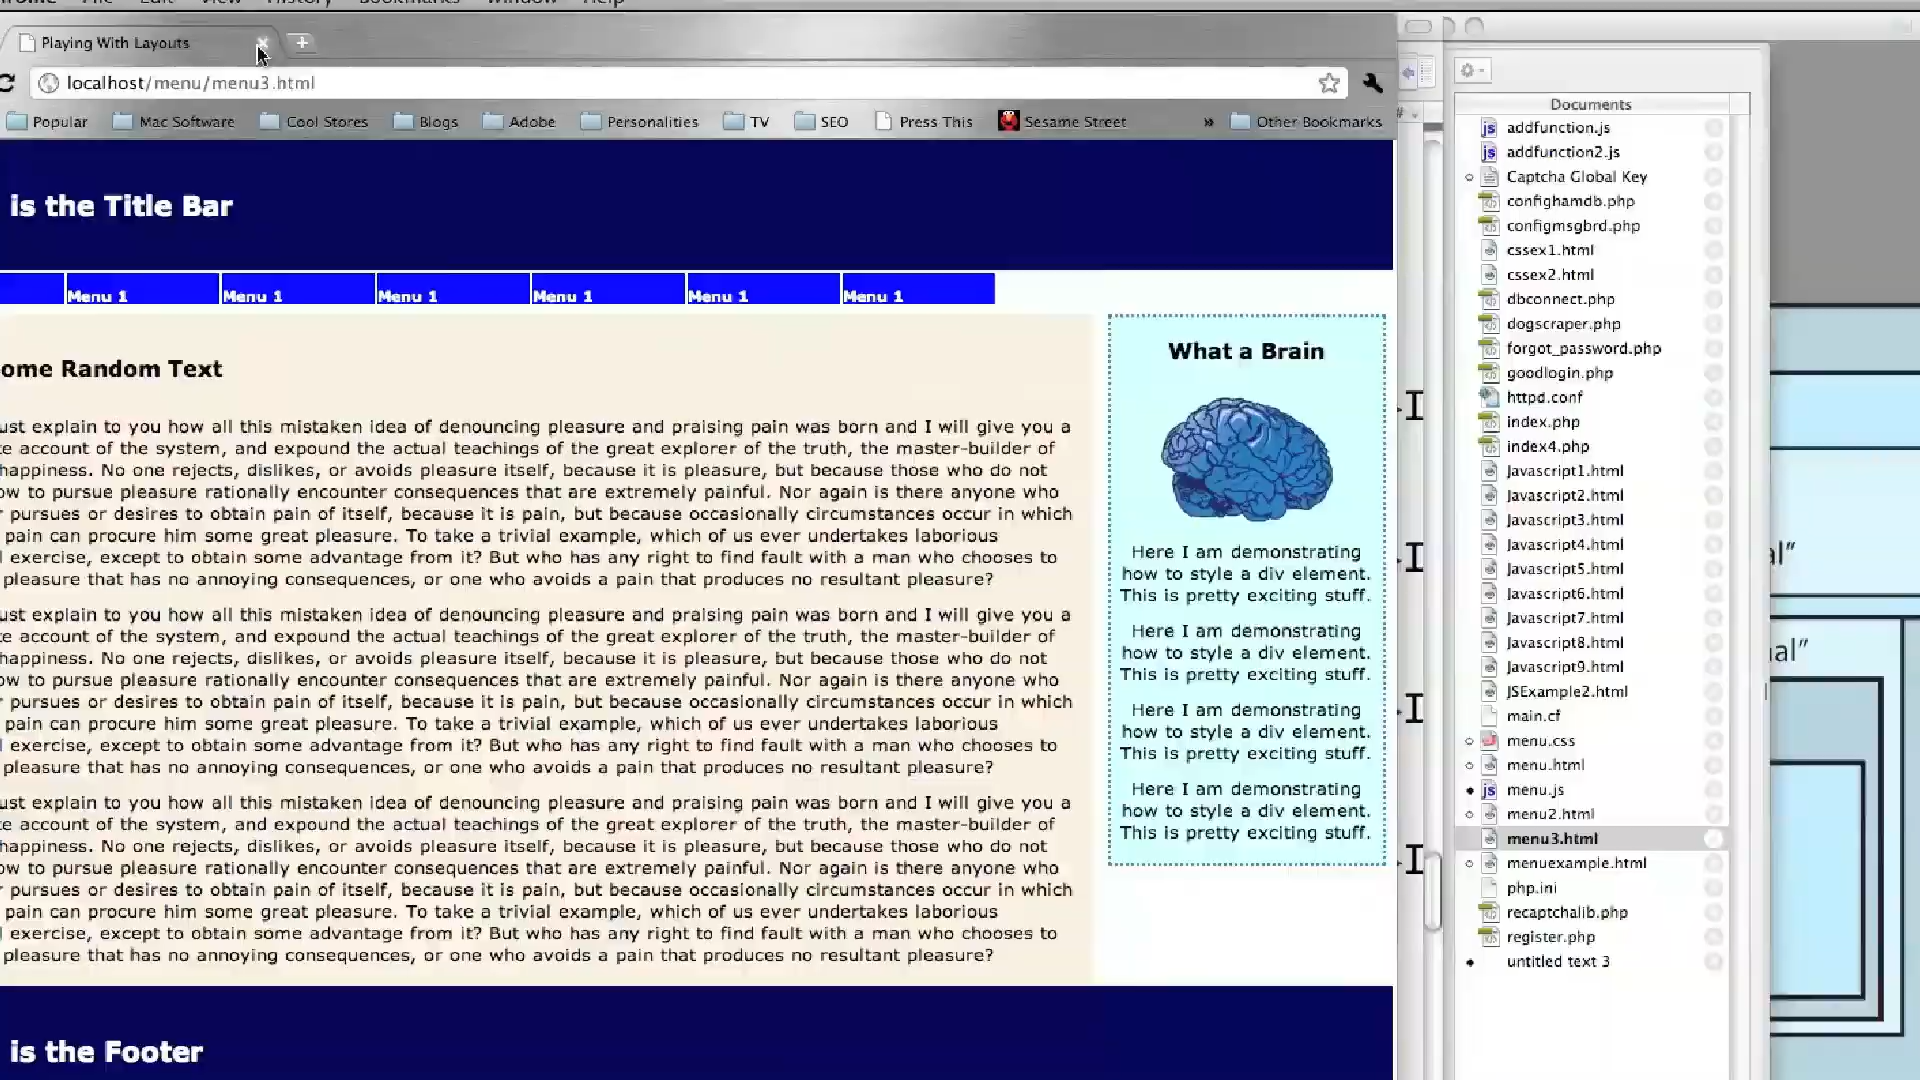 File Edit View History Bookmarks Window Help
Playing With Layouts
localhost/menu/menu3.html
Popular Mac Software Cool Stores Blogs Adobe Personalities TV SEO Press This Sesame Street » Other Bookmarks
is the Title Bar
Menu 1 Menu 1 Menu 1 Menu 1 Menu 1 Menu 1
ome Random Text
ust explain to you how all this mistaken idea of denouncing pleasure and praising pain was born and I will give you a
e account of the system, and expound the actual teachings of the great explorer of the truth, the master-builder of
happiness. No one rejects, dislikes, or avoids pleasure itself, because it is pleasure, but because those who do not
ow to pursue pleasure rationally encounter consequences that are extremely painful. Nor again is there anyone who
r pursues or desires to obtain pain of itself, because it is pain, but because occasionally circumstances occur in which
pain can procure him some great pleasure. To take a trivial example, which of us ever undertakes laborious
l exercise, except to obtain some advantage from it? But who has any right to find fault with a man who chooses to
pleasure that has no annoying consequences, or one who avoids a pain that produces no resultant pleasure?
ust explain to you how all this mistaken idea of denouncing pleasure and praising pain was born and I will give you a
e account of the system, and expound the actual teachings of the great explorer of the truth, the master-builder of
happiness. No one rejects, dislikes, or avoids pleasure itself, because it is pleasure, but because those who do not
ow to pursue pleasure rationally encounter consequences that are extremely painful. Nor again is there anyone who
r pursues or desires to obtain pain of itself, because it is pain, but because occasionally circumstances occur in which
pain can procure him some great pleasure. To take a trivial example, which of us ever undertakes laborious
l exercise, except to obtain some advantage from it? But who has any right to find fault with a man who chooses to
pleasure that has no annoying consequences, or one who avoids a pain that produces no resultant pleasure?
ust explain to you how all this mistaken idea of denouncing pleasure and praising pain was born and I will give you a
e account of the system, and expound the actual teachings of the great explorer of the truth, the master-builder of
happiness. No one rejects, dislikes, or avoids pleasure itself, because it is pleasure, but because those who do not
ow to pursue pleasure rationally encounter consequences that are extremely painful. Nor again is there anyone who
r pursues or desires to obtain pain of itself, because it is pain, but because occasionally circumstances occur in which
pain can procure him some great pleasure. To take a trivial example, which of us ever undertakes laborious
l exercise, except to obtain some advantage from it? But who has any right to find fault with a man who chooses to
pleasure that has no annoying consequences, or one who avoids a pain that produces no resultant pleasure?
What a Brain
Here I am demonstrating
how to style a div element.
This is pretty exciting stuff.
Here I am demonstrating
how to style a div element.
This is pretty exciting stuff.
Here I am demonstrating
how to style a div element.
This is pretty exciting stuff.
Here I am demonstrating
how to style a div element.
This is pretty exciting stuff.
is the Footer
Documents
addfunction.js
addfunction2.js
Captcha Global Key
confighamdb.php
configmsgbrd.php
cssex1.html
cssex2.html
dbconnect.php
dogscraper.php
forgot_password.php
goodlogin.php
httpd.conf
index.php
index4.php
Javascript1.html
Javascript2.html
Javascript3.html
Javascript4.html
Javascript5.html
Javascript6.html
Javascript7.html
Javascript8.html
Javascript9.html
JSExample2.html
main.cf
menu.css
menu.html
menu.js
menu2.html
menu3.html
menuexample.html
php.ini
recaptchalib.php
register.php
untitled text 3